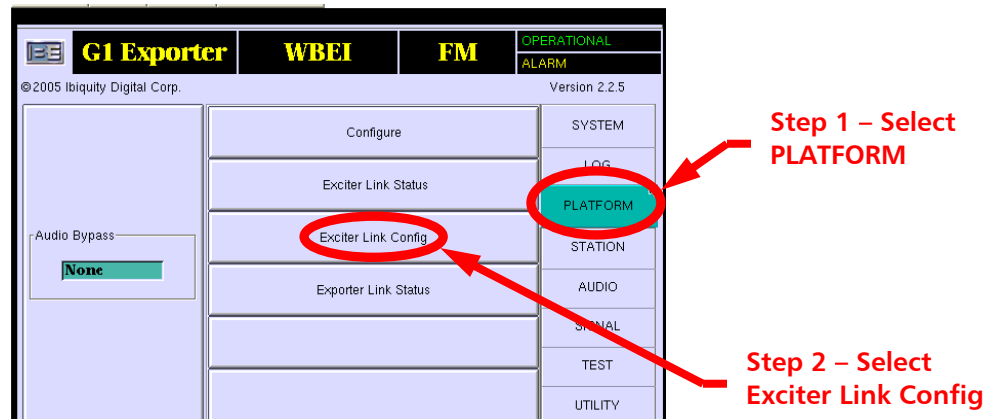 G1 Exporter WBEI FM OPERATIONAL
ALARM
©2005 Ibiquity Digital Corp. Version 2.2.5
Configure
Exciter Link Status
Exciter Link Config
Exporter Link Status
Audio Bypass
None
SYSTEM
LOG
PLATFORM
STATION
AUDIO
SIGNAL
TEST
UTILITY
Step 1 – Select
PLATFORM
Step 2 – Select
Exciter Link Config